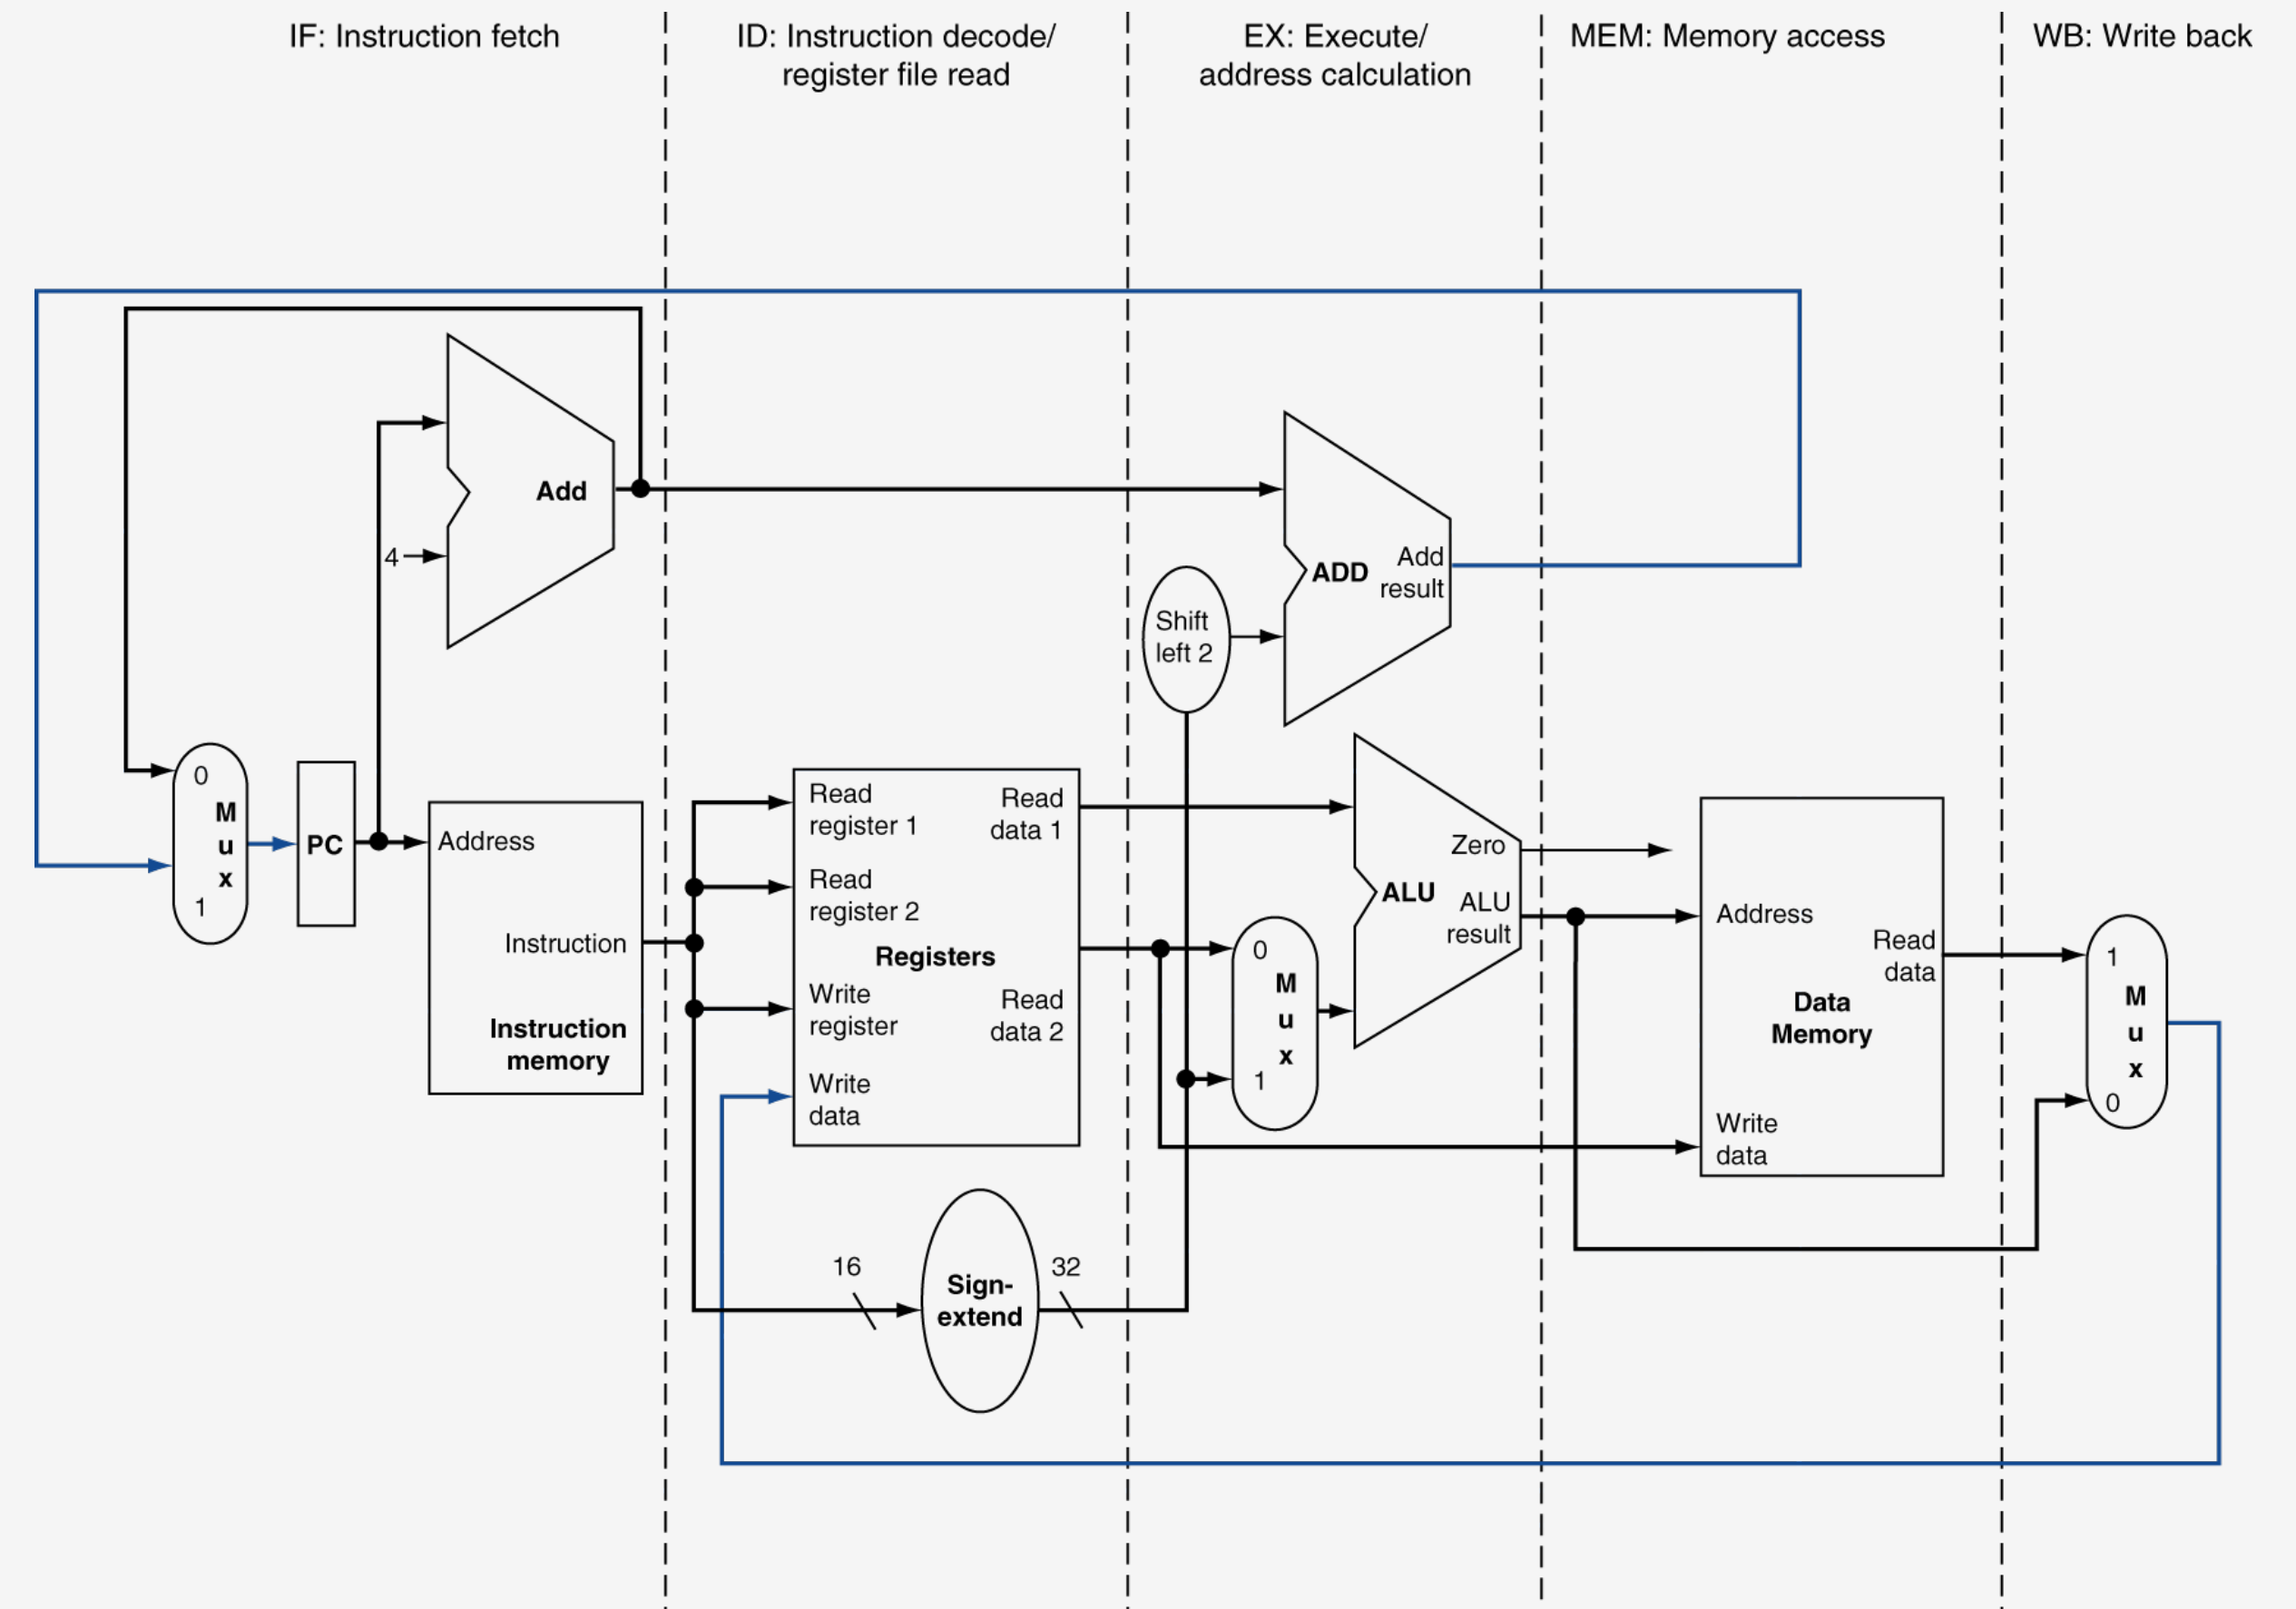 IF: Instruction fetch
ID: Instruction decode/
register file read
EX: Execute/
address calculation
MEM: Memory access
WB: Write back
Add
4
ADD
Add
result
Shift
left 2
0
M
u
x
1
PC
Address
Instruction
Instruction
memory
Read
register 1
Read
data 1
Read
register 2
Registers
Write
register
Read
data 2
Write
data
16
Sign-
extend
32
0
M
u
x
1
Zero
ALU
ALU
result
Address
Read
data
Data
Memory
Write
data
1
M
u
x
0